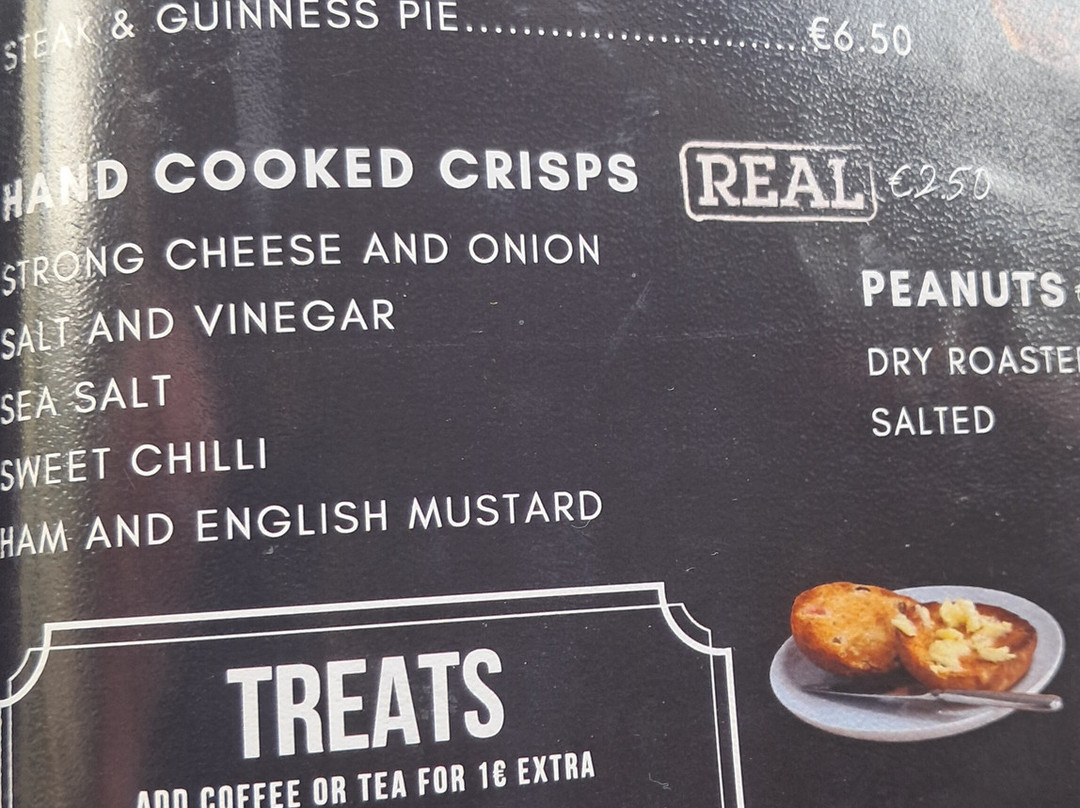 STEAK & GUINNESS PIE..............................€6.50
HAND COOKED CRISPS REAL €2.50
STRONG CHEESE AND ONION
SALT AND VINEGAR
SEA SALT
SWEET CHILLI
HAM AND ENGLISH MUSTARD
PEANUTS
DRY ROASTED
SALTED
TREATS
ADD COFFEE OR TEA FOR 1€ EXTRA